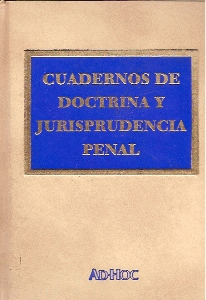 CUADERNOS DE
DOCTRINA Y
JURISPRUDENCIA
PENAL
AD-HOC